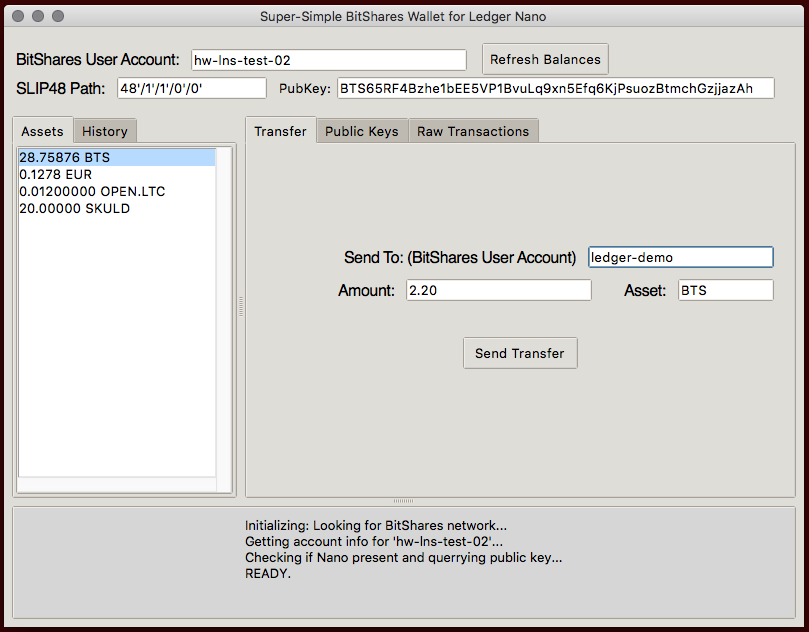 Super-Simple BitShares Wallet for Ledger Nano
BitShares User Account: hw-lns-test-02 Refresh Balances
SLIP48 Path: 48'/1'/1'/0'/0' PubKey: BTS65RF4Bzhe1bEE5VP1BvuLq9xn5Efq6KjPsuozBtmchGzjjazAh
Assets History
28.75876 BTS
0.1278 EUR
0.01200000 OPEN.LTC
20.00000 SKULD
Transfer Public Keys Raw Transactions
Send To: (BitShares User Account) ledger-demo
Amount: 2.20 Asset: BTS
Send Transfer
Initializing: Looking for BitShares network...
Getting account info for 'hw-lns-test-02'...
Checking if Nano present and querrying public key...
READY.